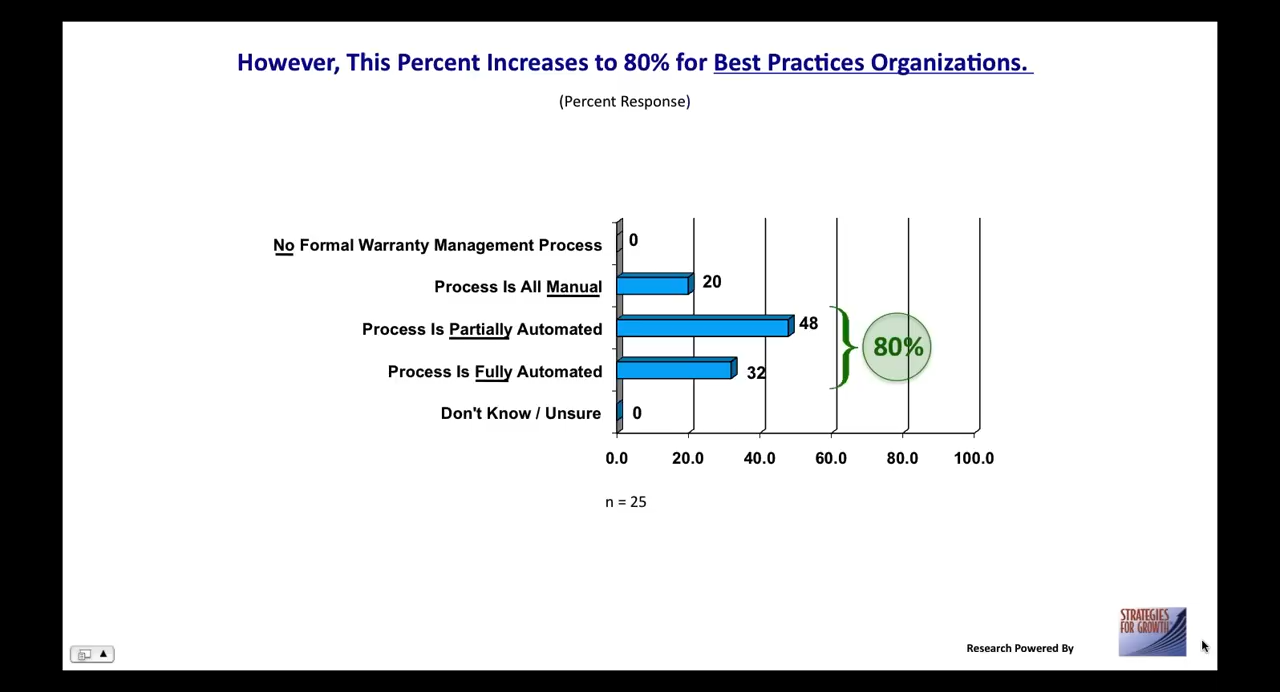 However, This Percent Increases to 80% for Best Practices Organizations.
(Percent Response)
No Formal Warranty Management Process 0
Process Is All Manual 20
Process Is Partially Automated 48
Process Is Fully Automated 32
80%
Don't Know / Unsure 0
0.0 20.0 40.0 60.0 80.0 100.0
n = 25
STRATEGIES
FOR GROWTH
Research Powered By